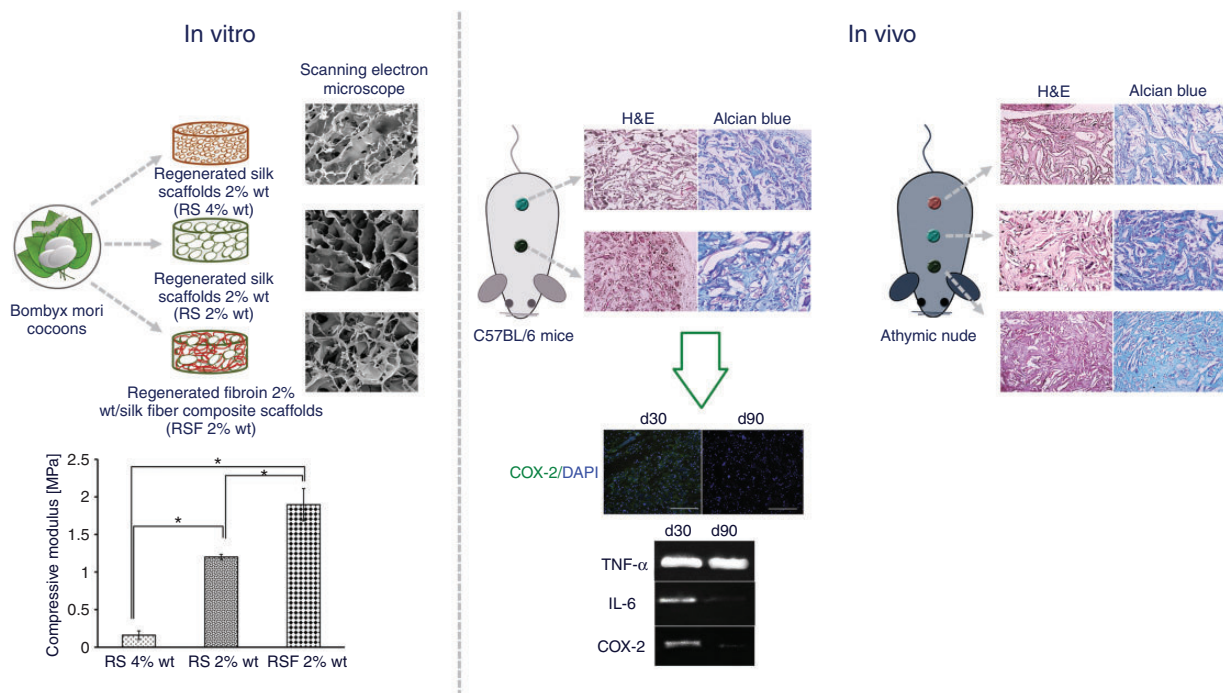 In vitro
Scanning electron
microscope
Regenerated silk
scaffolds 2% wt
(RS 4% wt)
Regenerated silk
scaffolds 2% wt
(RS 2% wt)
Bombyx mori
cocoons
Regenerated fibroin 2%
wt/silk fiber composite scaffolds
(RSF 2% wt)
Compressive modulus [MPa]
2.5
2
1.5
1
0.5
0
*
*
*
RS 4% wt RS 2% wt RSF 2% wt
In vivo
H&E Alcian blue
C57BL/6 mice
d30 d90
COX-2/DAPI
d30 d90
TNF-α
IL-6
COX-2
H&E Alcian blue
Athymic nude